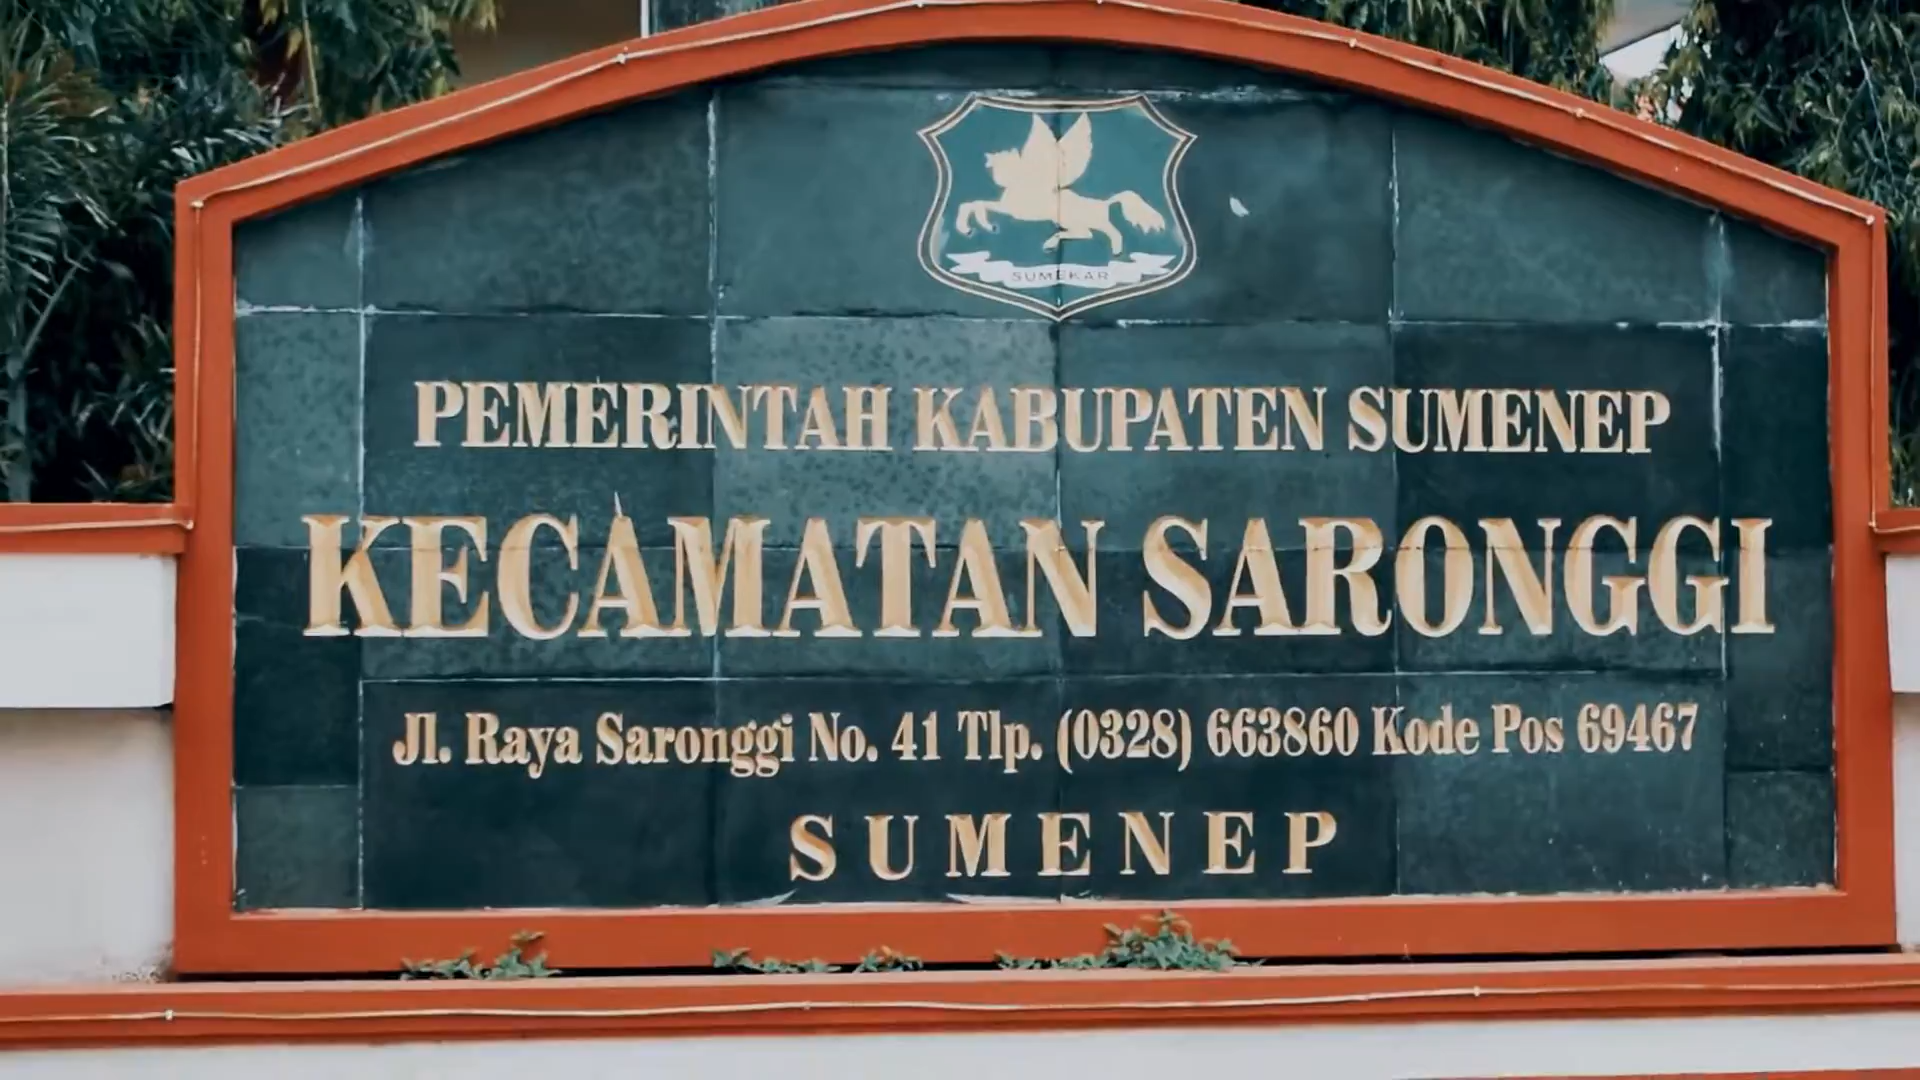 SUMEKAR
PEMERINTAH KABUPATEN SUMENEP
KECAMATAN SARONGGI
Jl. Raya Saronggi No. 41 Tlp. (0328) 663860 Kode Pos 69467
SUMENEP